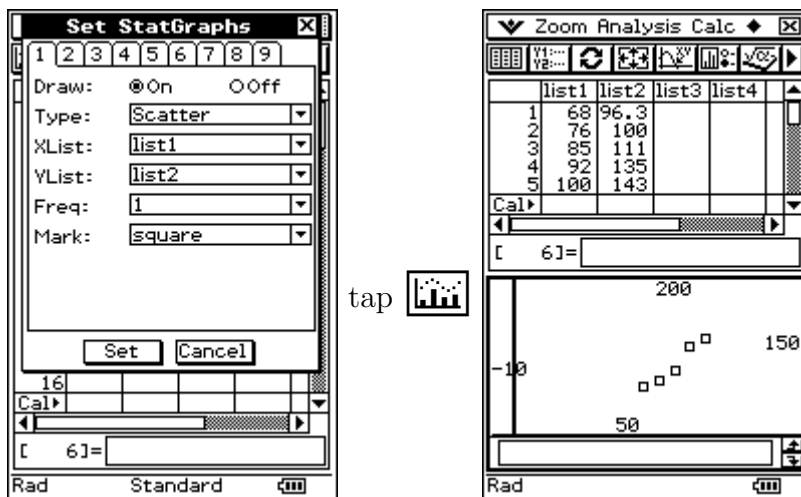 Set StatGraphs
1 2 3 4 5 6 7 8 9
Draw: On Off
Type: Scatter
XList: list1
YList: list2
Freq: 1
Mark: square
Set Cancel
16
Cal
[ 6]=
Rad Standard
tap
Zoom Analysis Calc
Y1:
Y2:
list1 list2 list3 list4
1 68 96.3
2 76 100
3 85 111
4 92 135
5 100 143
Cal
[ 6]=
200
150
-10
50
Rad